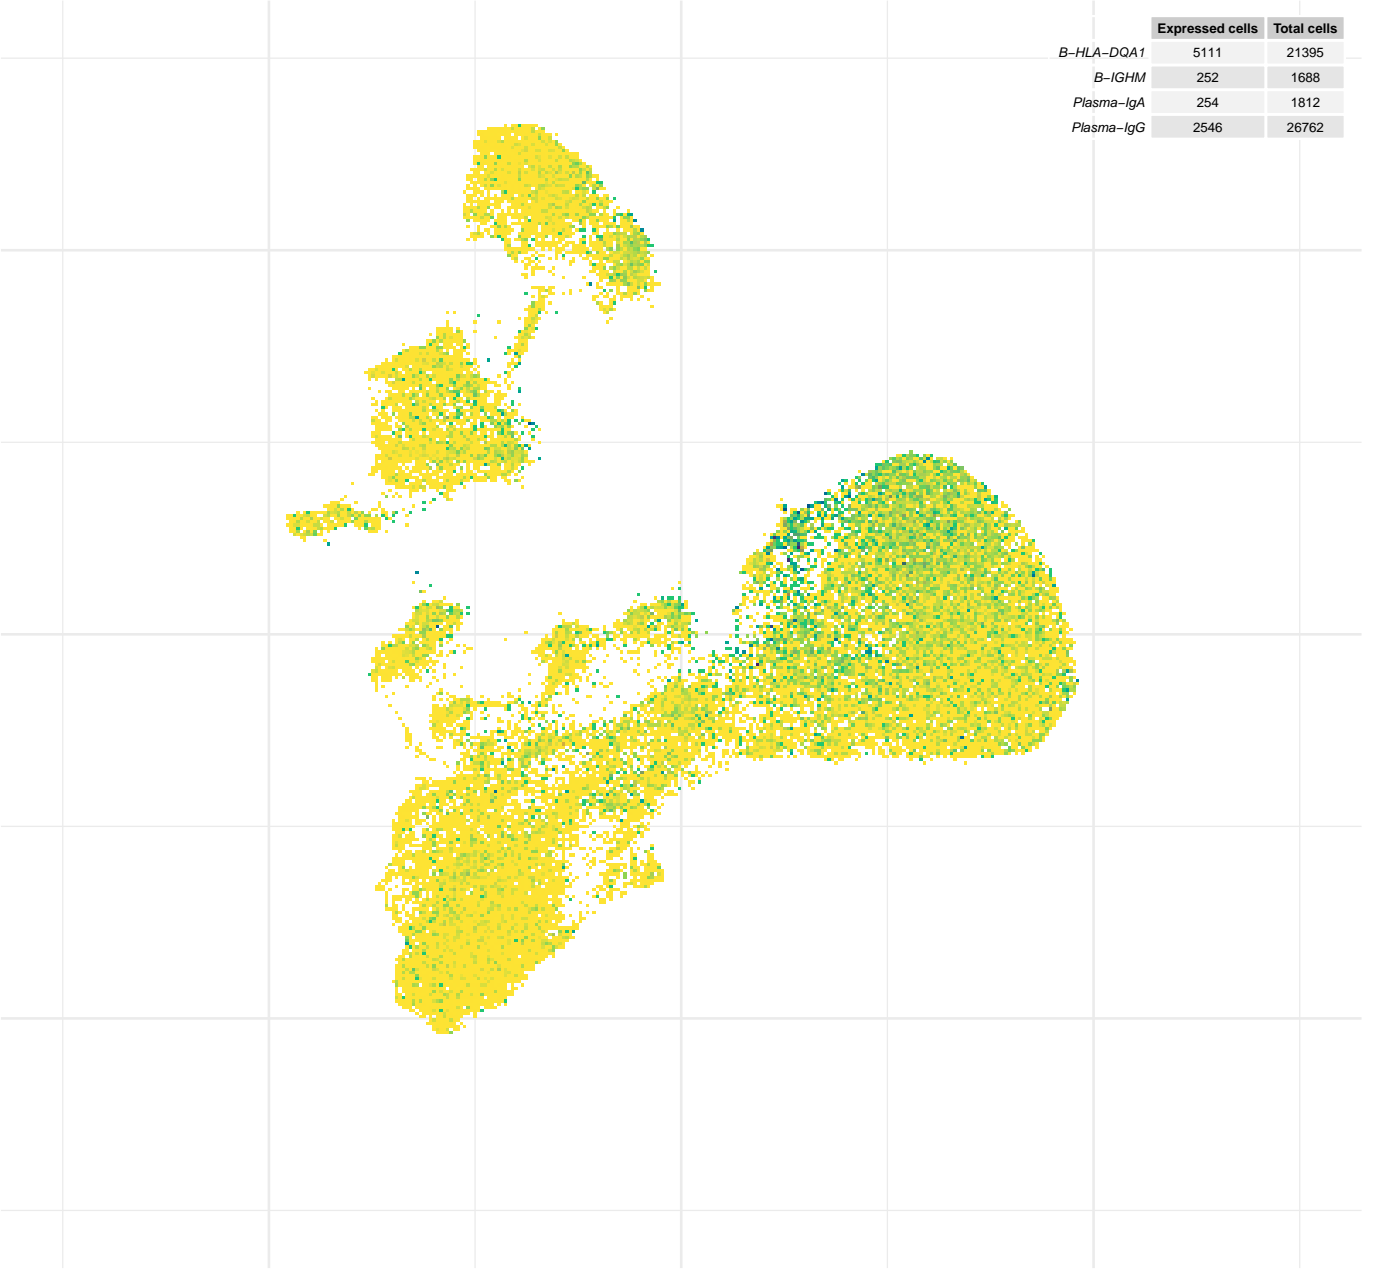 Expressed cells Total cells
B−HLA−DQA1 5111 21395
B−IGHM 252 1688
Plasma−IgA 254 1812
Plasma−IgG 2546 26762